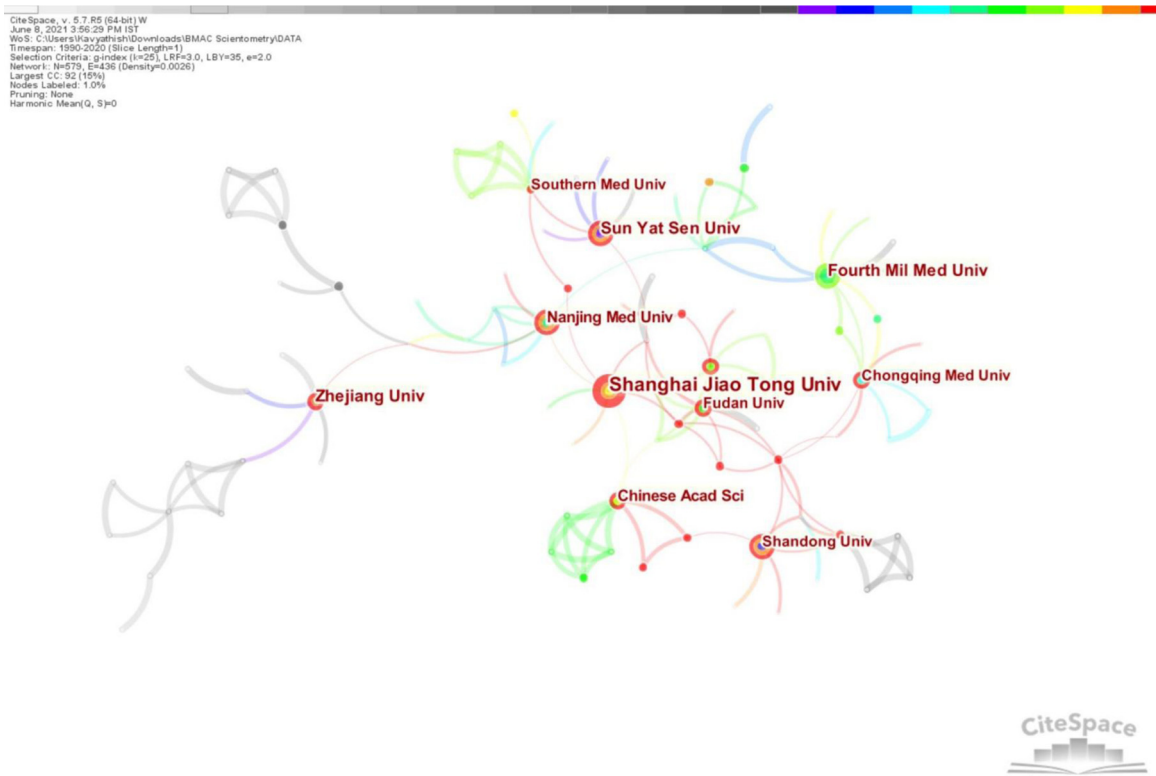 CiteSpace, v. 5.7.R5 (64-bit) W
June 8, 2021 3:56:29 PM IST
WoS: C:\Users\Kavyathish\Downloads\BMAC Scientometry\DATA
Timespan: 1990-2020 (Slice Length=1)
Selection Criteria: g-index (k=25), LRF=3.0, LBY=35, e=2.0
Network: N=579, E=436 (Density=0.0026)
Largest CC: 92 (15%)
Nodes Labeled: 1.0%
Pruning: None
Harmonic Mean(Q, S)=0
Southern Med Univ
Sun Yat Sen Univ
Fourth Mil Med Univ
Nanjing Med Univ
Chongqing Med Univ
Shanghai Jiao Tong Univ
Zhejiang Univ
Fudan Univ
Chinese Acad Sci
Shandong Univ
CiteSpace